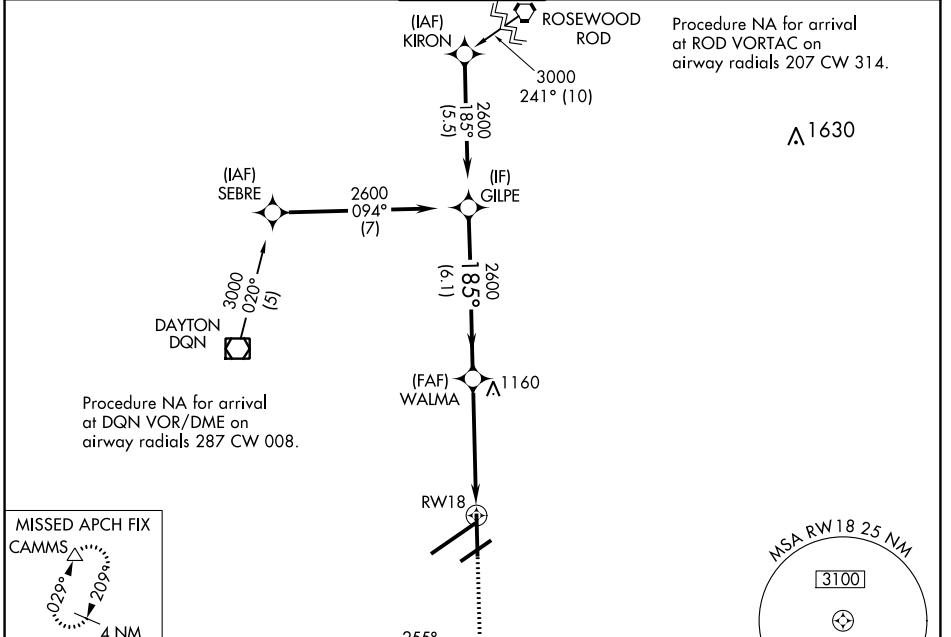 (IAF)
KIRON
ROSEWOOD
ROD
Procedure NA for arrival
at ROD VORTAC on
airway radials 207 CW 314.
3000
241° (10)
2600
185°
(5.5)
1630
(IAF)
SEBRE
2600
094°
(7)
(IF)
GILPE
3000
020°
(5)
2600
185°
(6.1)
DAYTON
DQN
(FAF)
WALMA
1160
Procedure NA for arrival
at DQN VOR/DME on
airway radials 287 CW 008.
RW18
MISSED APCH FIX
CAMMS
029°
209°
4 NM
MSA RW18 25 NM
3100
255°